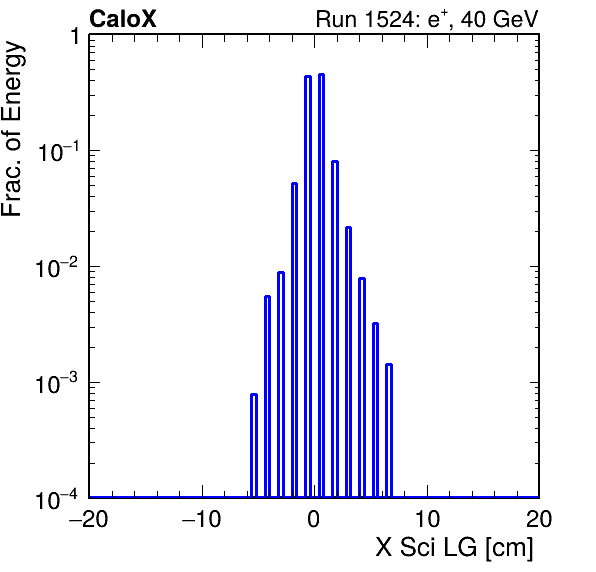 CaloX
Run 1524: e⁺, 40 GeV
Frac. of Energy
1
10⁻¹
10⁻²
10⁻³
10⁻⁴
−20
−10
0
10
20
X Sci LG [cm]